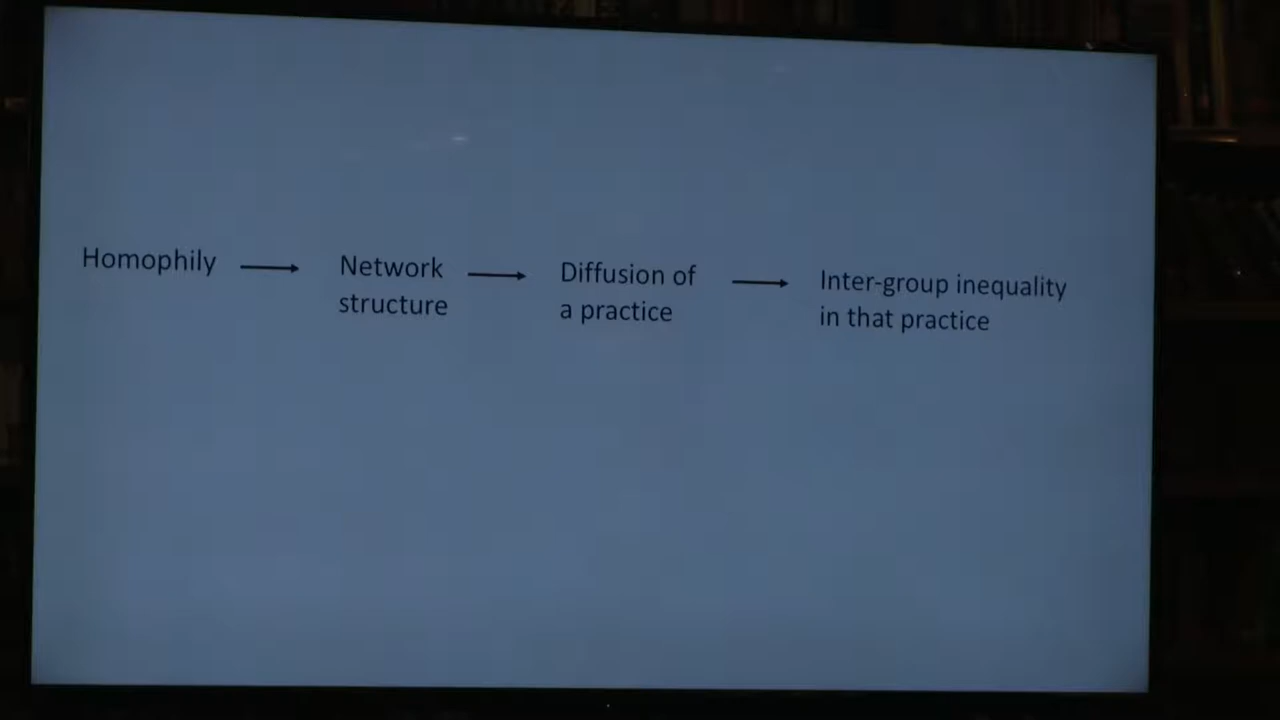 Homophily
Network
structure
Diffusion of
a practice
Inter-group inequality
in that practice